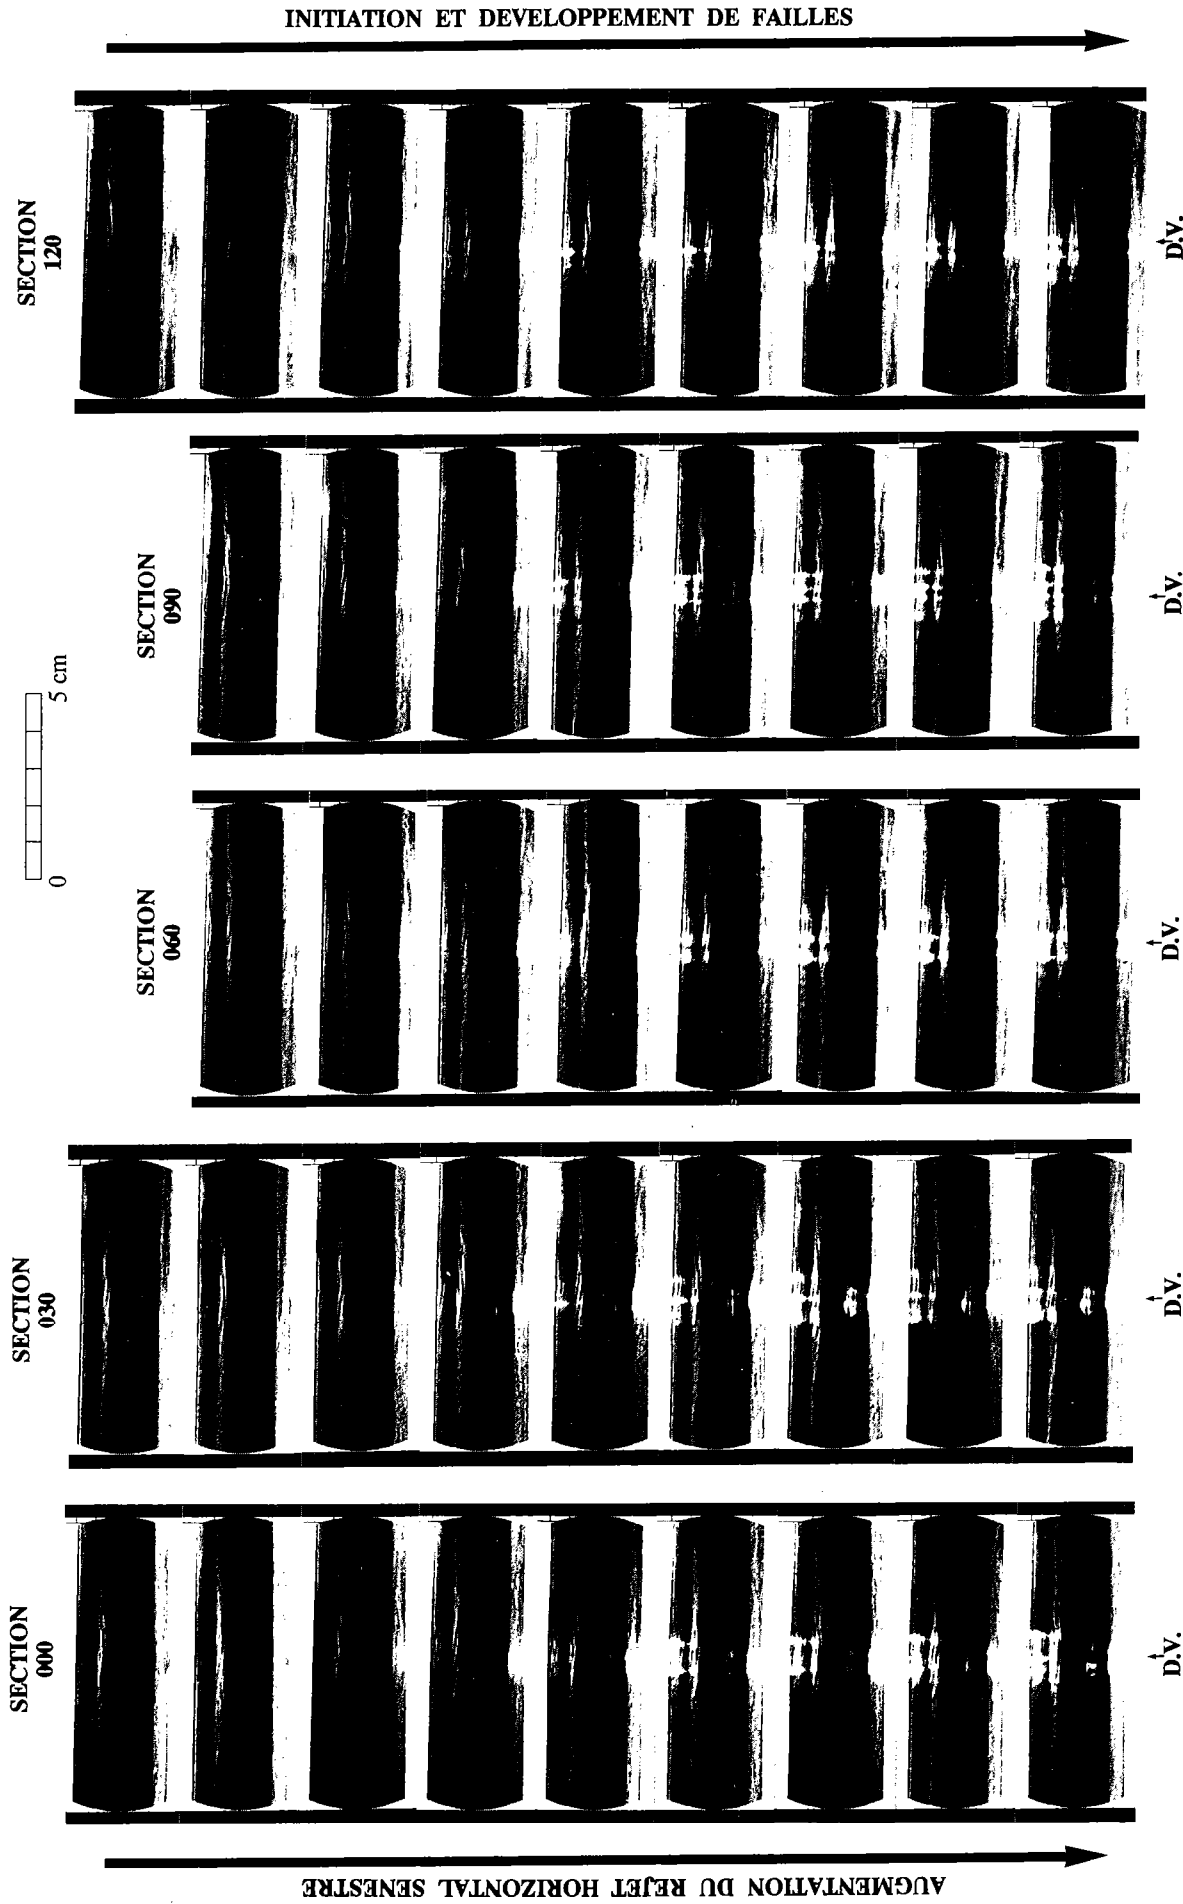 INITIATION ET DEVELOPPEMENT DE FAILLES
SECTION
120
D.V.
SECTION
090
D.V.
0
5 cm
SECTION
060
D.V.
SECTION
030
D.V.
SECTION
000
D.V.
AUGMENTATION DU REJET HORIZONTAL SENESTRE